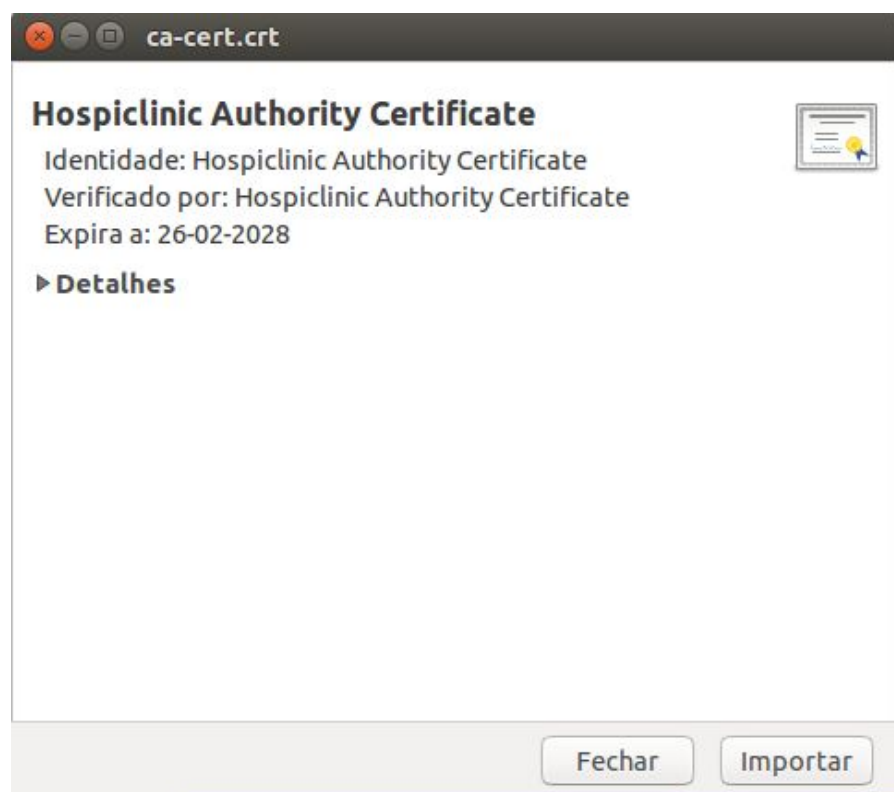 ca-cert.crt
Hospiclinic Authority Certificate
Identidade: Hospiclinic Authority Certificate
Verificado por: Hospiclinic Authority Certificate
Expira a: 26-02-2028
Detalhes
Fechar Importar